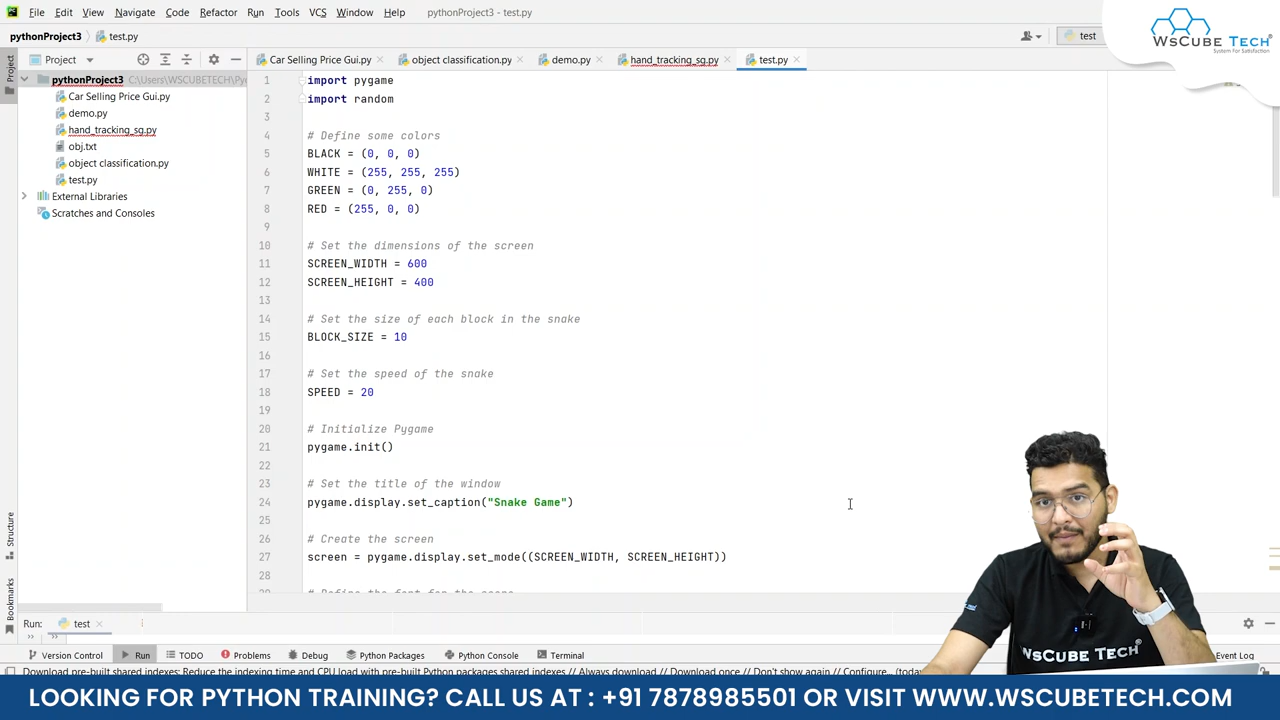 File Edit View Navigate Code Refactor Run Tools VCS Window Help pythonProject3 - test.py
pythonProject3 test.py
test
WsCube Tech
System For Satisfaction
Project
Car Selling Price Gui.py
object classification.py
demo.py
hand_tracking_sg.py
test.py
Project
pythonProject3 C:\Users\WSCUBETECH\Pyc
Car Selling Price Gui.py
demo.py
hand_tracking_sg.py
obj.txt
object classification.py
test.py
External Libraries
Scratches and Consoles
1 import pygame
2 import random
3
4 # Define some colors
5 BLACK = (0, 0, 0)
6 WHITE = (255, 255, 255)
7 GREEN = (0, 255, 0)
8 RED = (255, 0, 0)
9
10 # Set the dimensions of the screen
11 SCREEN_WIDTH = 600
12 SCREEN_HEIGHT = 400
13
14 # Set the size of each block in the snake
15 BLOCK_SIZE = 10
16
17 # Set the speed of the snake
18 SPEED = 20
19
20 # Initialize Pygame
21 pygame.init()
22
23 # Set the title of the window
24 pygame.display.set_caption("Snake Game")
25
26 # Create the screen
27 screen = pygame.display.set_mode((SCREEN_WIDTH, SCREEN_HEIGHT))
28
Structure
Bookmarks
Run: test
WsCUBE TECH
Version Control Run TODO Problems Debug Python Packages Python Console Terminal Event Log
Download pre-built shared indexes: Reduce the indexing time and CPU load with pre-built Python packages shared indexes // Always download // Download once // Don't show again // Configure...
LOOKING FOR PYTHON TRAINING? CALL US AT : +91 7878985501 OR VISIT WWW.WSCUBETECH.COM